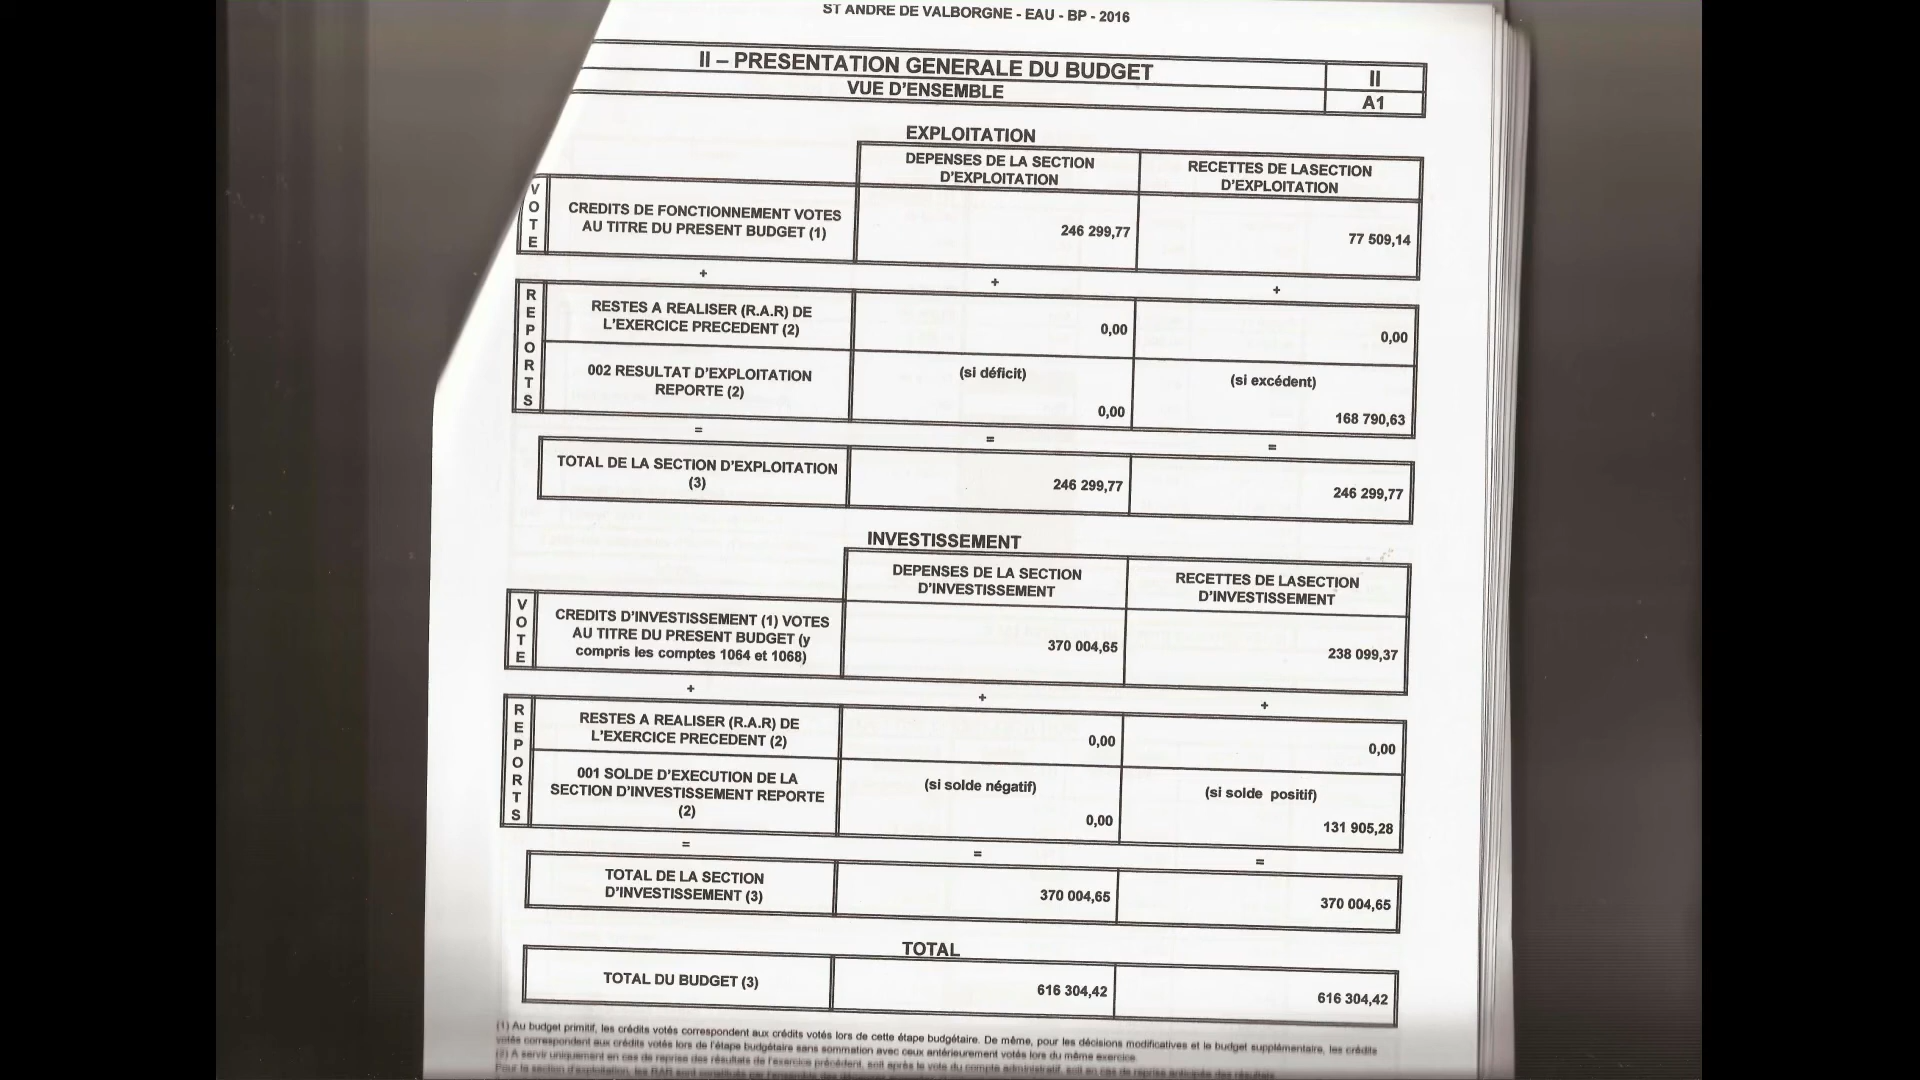 ST ANDRE DE VALBORGNE - EAU - BP - 2016
II – PRESENTATION GENERALE DU BUDGET
II
VUE D'ENSEMBLE
A1
EXPLOITATION
DEPENSES DE LA SECTION
D'EXPLOITATION
RECETTES DE LASECTION
D'EXPLOITATION
VOTE
CREDITS DE FONCTIONNEMENT VOTES
AU TITRE DU PRESENT BUDGET (1)
246 299,77
77 509,14
+
+
+
REPORTS
RESTES A REALISER (R.A.R) DE
L'EXERCICE PRECEDENT (2)
0,00
0,00
002 RESULTAT D'EXPLOITATION
REPORTE (2)
(si déficit)
0,00
(si excédent)
168 790,63
=
=
=
TOTAL DE LA SECTION D'EXPLOITATION
(3)
246 299,77
246 299,77
INVESTISSEMENT
DEPENSES DE LA SECTION
D'INVESTISSEMENT
RECETTES DE LASECTION
D'INVESTISSEMENT
VOTE
CREDITS D'INVESTISSEMENT (1) VOTES
AU TITRE DU PRESENT BUDGET (y
compris les comptes 1064 et 1068)
370 004,65
238 099,37
+
+
+
REPORTS
RESTES A REALISER (R.A.R) DE
L'EXERCICE PRECEDENT (2)
0,00
0,00
001 SOLDE D'EXECUTION DE LA
SECTION D'INVESTISSEMENT REPORTE
(2)
(si solde négatif)
0,00
(si solde positif)
131 905,28
=
=
=
TOTAL DE LA SECTION
D'INVESTISSEMENT (3)
370 004,65
370 004,65
TOTAL
TOTAL DU BUDGET (3)
616 304,42
616 304,42
(1) Au budget primitif, les crédits votés correspondent aux crédits votés lors de cette étape budgétaire. De même, pour les décisions modificatives et le budget supplémentaire, les crédits
votés correspondent aux crédits votés lors de l'étape budgétaire sans sommation avec ceux antérieurement votés lors du même exercice.
(2) A servir uniquement en cas de reprise des résultats de l'exercice précédent, soit après le vote du compte administratif, soit en cas de reprise anticipée des résultats.